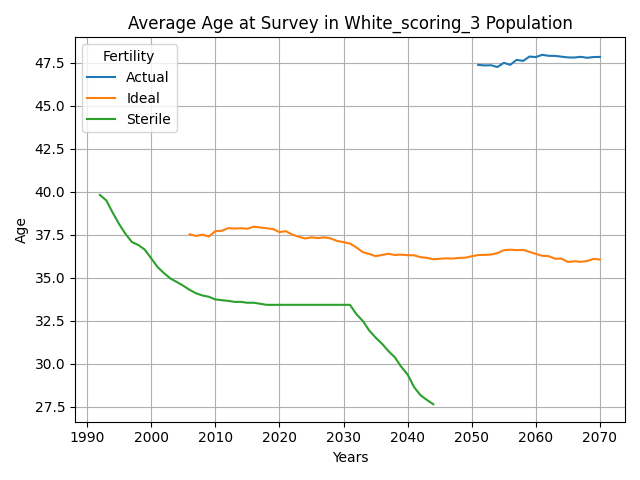 Average Age at Survey in White_scoring_3 Population
Fertility
Actual
Ideal
Sterile
Age
47.5
45.0
42.5
40.0
37.5
35.0
32.5
30.0
27.5
1990 2000 2010 2020 2030 2040 2050 2060 2070
Years